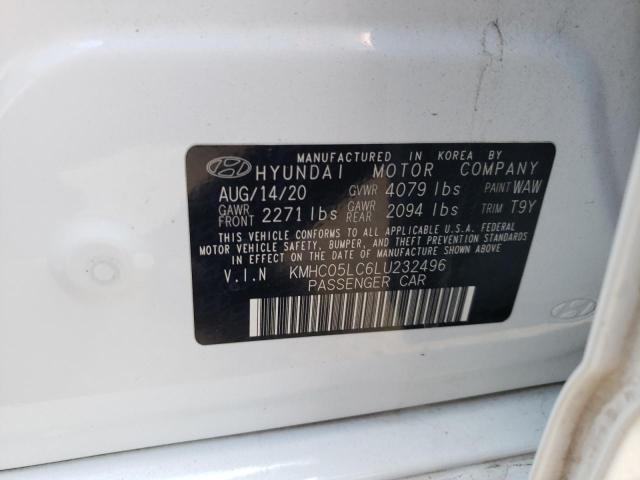 MANUFACTURED IN KOREA BY
HYUNDAI MOTOR COMPANY
AUG/14/20 GVWR 4079 lbs PAINT WAW
GAWR FRONT 2271 lbs GAWR REAR 2094 lbs TRIM T9Y
THIS VEHICLE CONFORMS TO ALL APPLICABLE U.S.A. FEDERAL
MOTOR VEHICLE SAFETY, BUMPER, AND THEFT PREVENTION STANDARDS
IN EFFECT ON THE DATE OF MANUFACTURE SHOWN ABOVE.
V.I.N KMHC05LC6LU232496
PASSENGER CAR